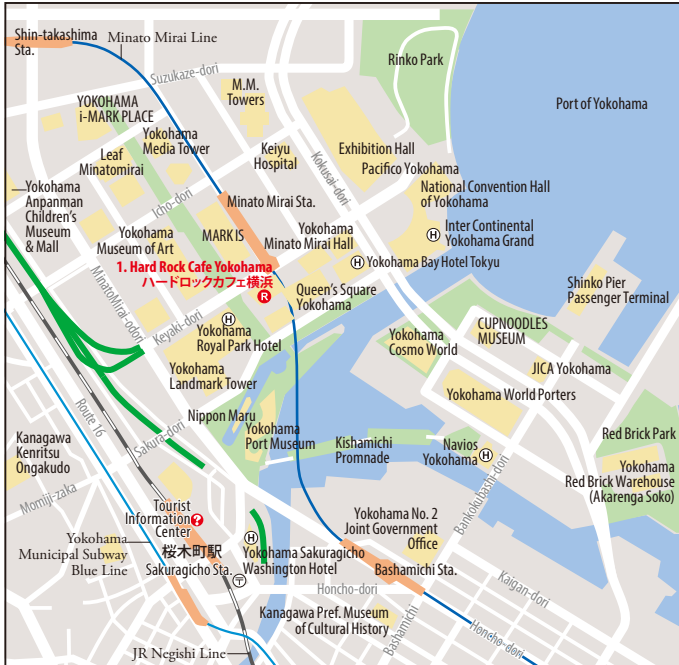 Shin-takashima
Sta.
Minato Mirai Line
Suzukaze-dori
Rinko Park
M.M.
Towers
Port of Yokohama
YOKOHAMA
i-MARK PLACE
Yokohama
Media Tower
Leaf
Minatomirai
Keiyu
Hospital
Exhibition Hall
Pacifico Yokohama
Kokusai-dori
National Convention Hall
of Yokohama
Yokohama
Anpanman
Children's
Museum
& Mall
Icho-dori
Minato Mirai Sta.
H
Inter Continental
Yokohama Grand
Yokohama
Museum of Art
MARK IS
Yokohama
Minato Mirai Hall
H
Yokohama Bay Hotel Tokyu
1. Hard Rock Cafe Yokohama
ハードロックカフェ横浜
R
Queen's Square
Yokohama
Shinko Pier
Passenger Terminal
MinatoMirai-odori
Keyaki-dori
H
Yokohama
Royal Park Hotel
Yokohama
Cosmo World
CUPNOODLES
MUSEUM
Yokohama
Landmark Tower
JICA Yokohama
Yokohama World Porters
Route 16
Nippon Maru
Sakura-dori
Yokohama
Port Museum
Kishamichi
Promnade
Navios
Yokohama
H
Red Brick Park
Kanagawa
Kenritsu
Ongakudo
Yokohama
Red Brick Warehouse
(Akarenga Soko)
Momiji-zaka
Bankokubashi-dori
Tourist
Information
Center
?
Yokohama No. 2
Joint Government
Office
Yokohama
Municipal Subway
Blue Line
桜木町駅
Sakuragicho Sta.
〒
H
Yokohama Sakuragicho
Washington Hotel
Bashamichi Sta.
Kaigan-dori
Honcho-dori
Kanagawa Pref. Museum
of Cultural History
Bashamichi
Honcho-dori
JR Negishi Line